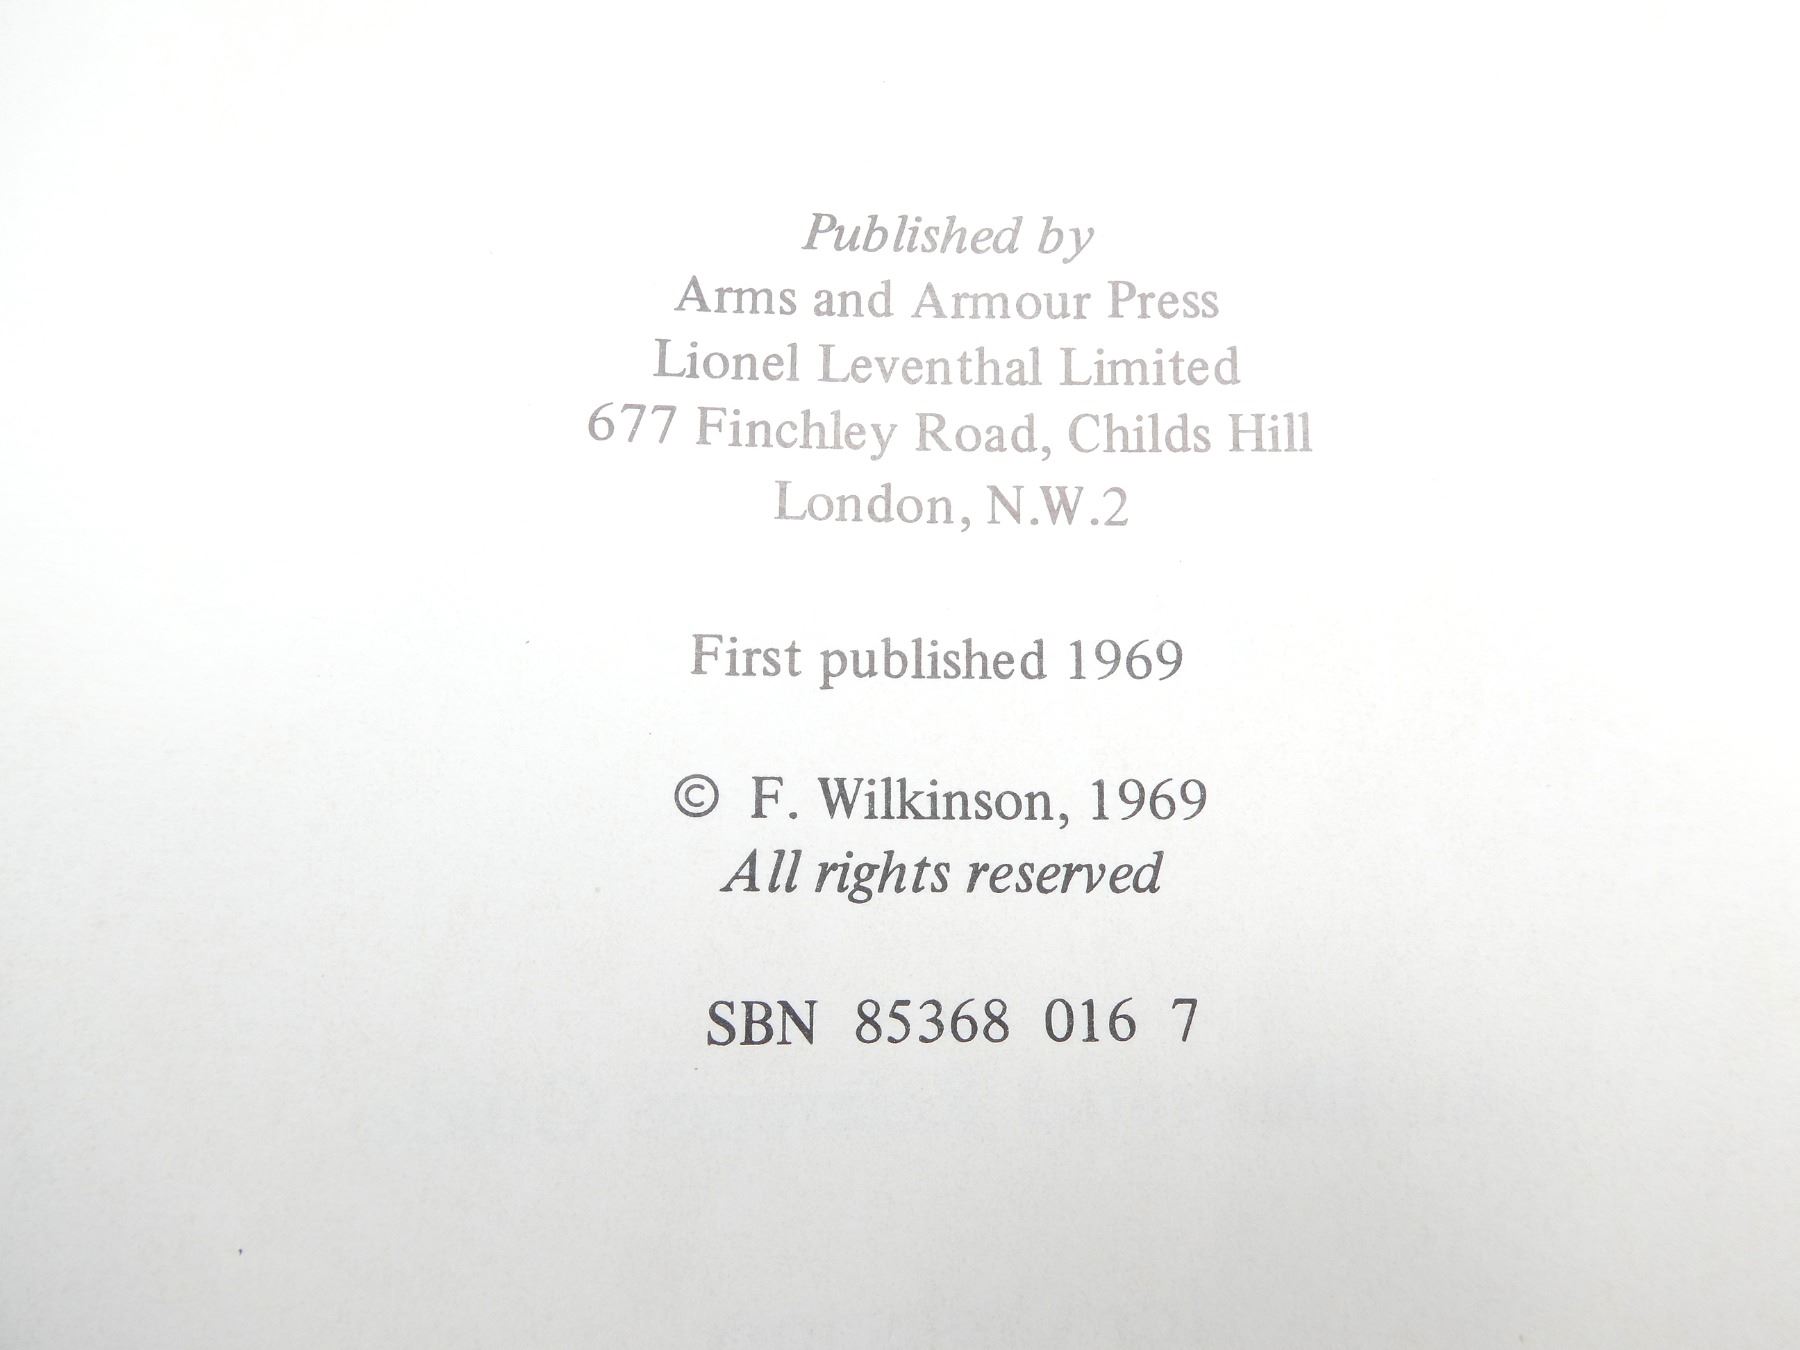 Published by
Arms and Armour Press
Lionel Leventhal Limited
677 Finchley Road, Childs Hill
London, N.W.2
First published 1969
© F. Wilkinson, 1969
All rights reserved
SBN 85368 016 7